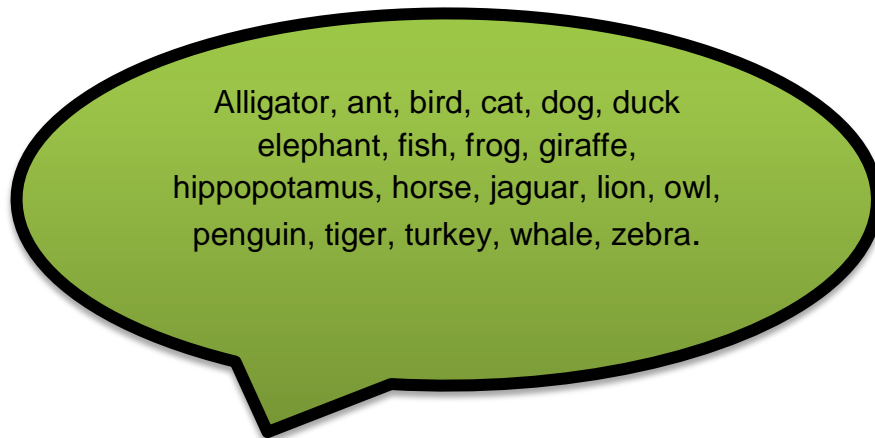 Alligator, ant, bird, cat, dog, duck
elephant, fish, frog, giraffe,
hippopotamus, horse, jaguar, lion, owl,
penguin, tiger, turkey, whale, zebra.